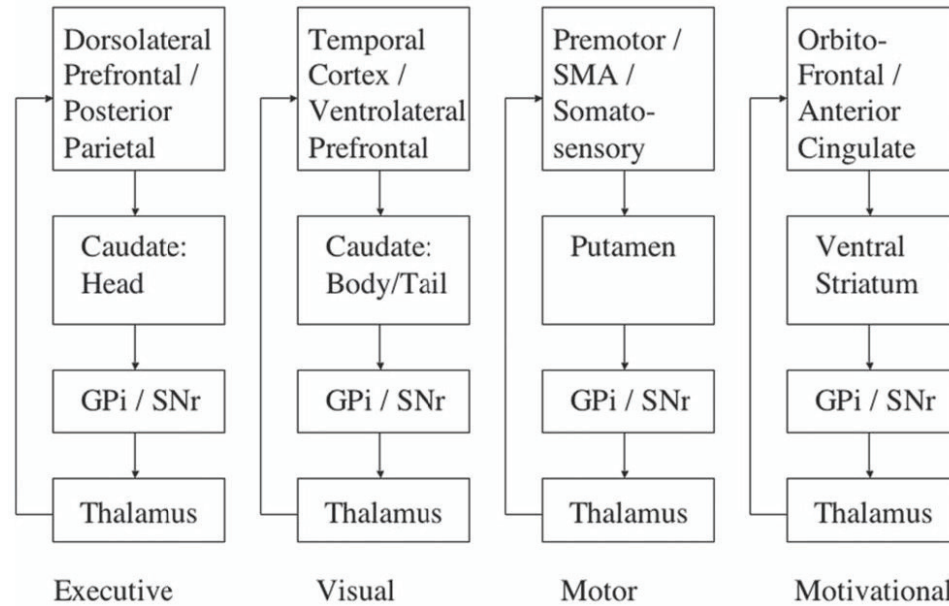 Dorsolateral
Prefrontal /
Posterior
Parietal
Caudate:
Head
GPi / SNr
Thalamus
Executive
Temporal
Cortex /
Ventrolateral
Prefrontal
Caudate:
Body/Tail
GPi / SNr
Thalamus
Visual
Premotor /
SMA /
Somato-
sensory
Putamen
GPi / SNr
Thalamus
Motor
Orbito-
Frontal /
Anterior
Cingulate
Ventral
Striatum
GPi / SNr
Thalamus
Motivational